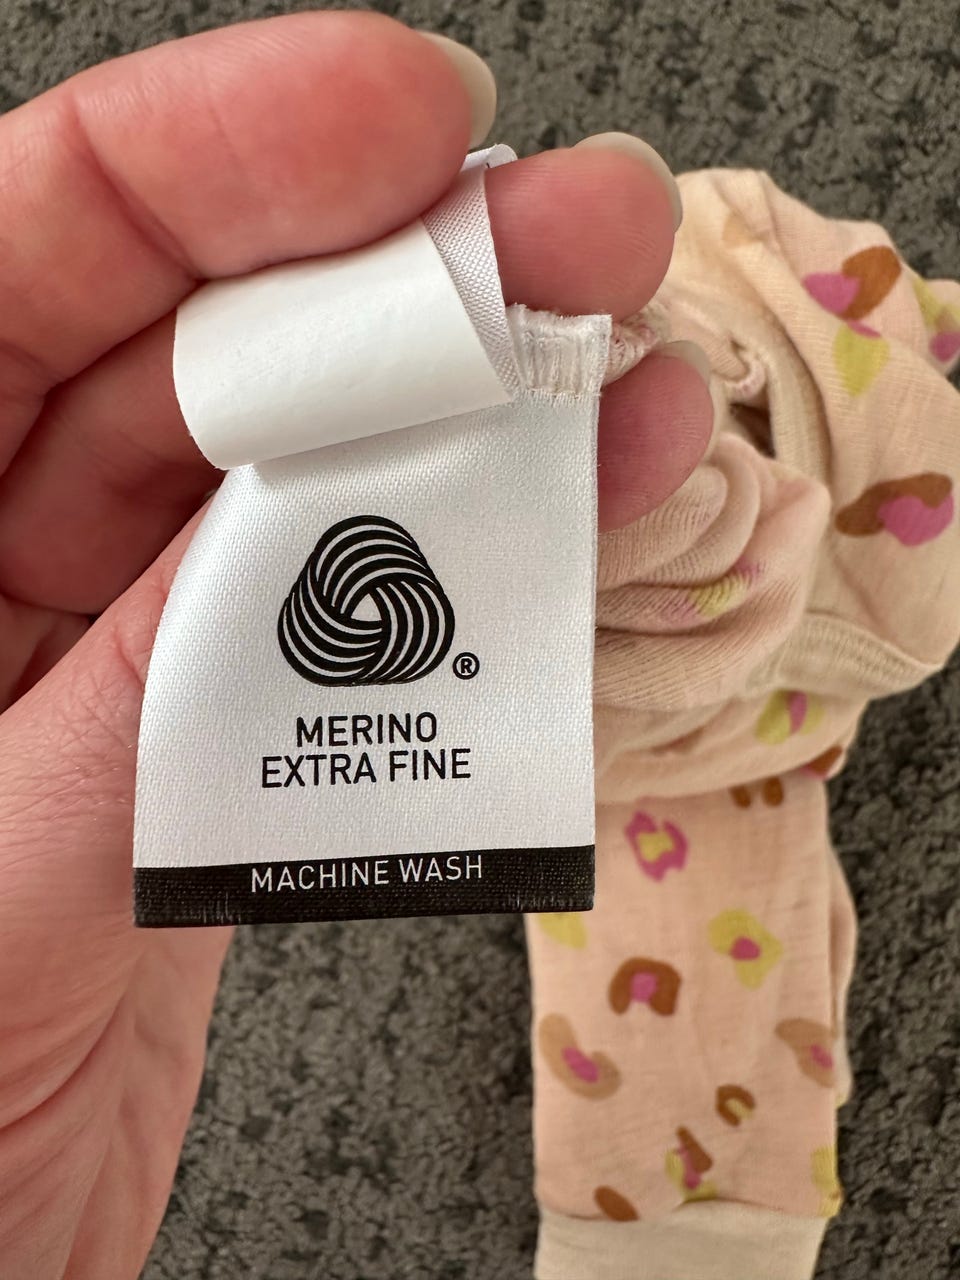 ®
MERINO
EXTRA FINE
MACHINE WASH